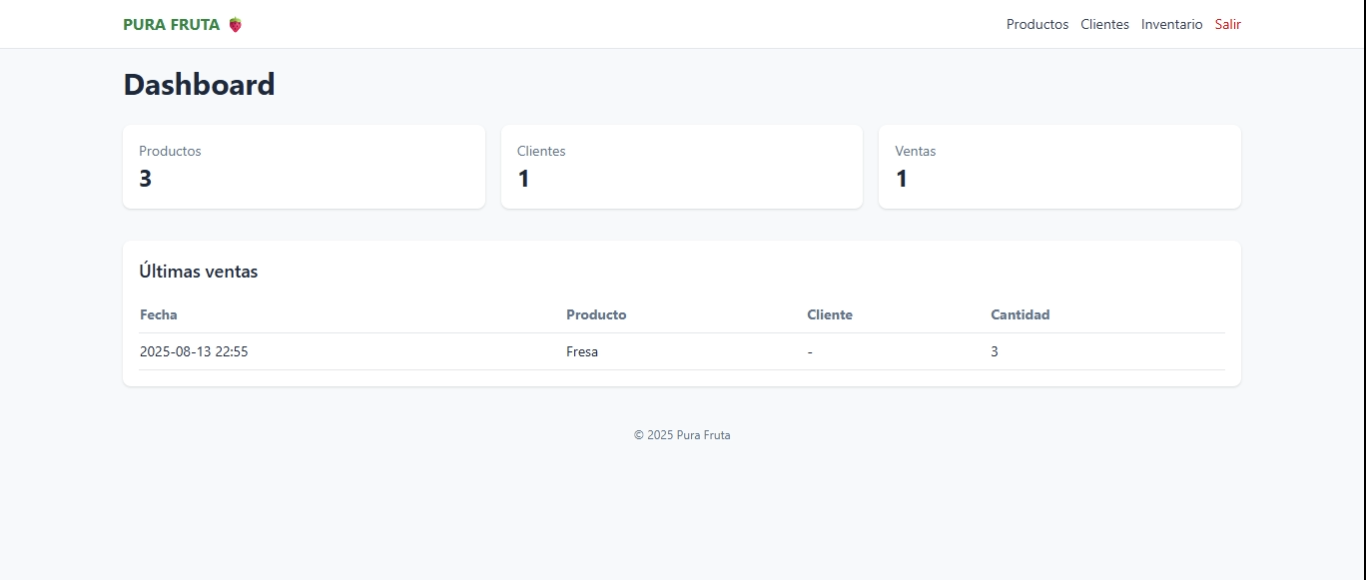 PURA FRUTA 🍓 Productos Clientes Inventario Salir
Dashboard
Productos Clientes Ventas
3 1 1
Últimas ventas
Fecha Producto Cliente Cantidad
2025-08-13 22:55 Fresa - 3
© 2025 Pura Fruta